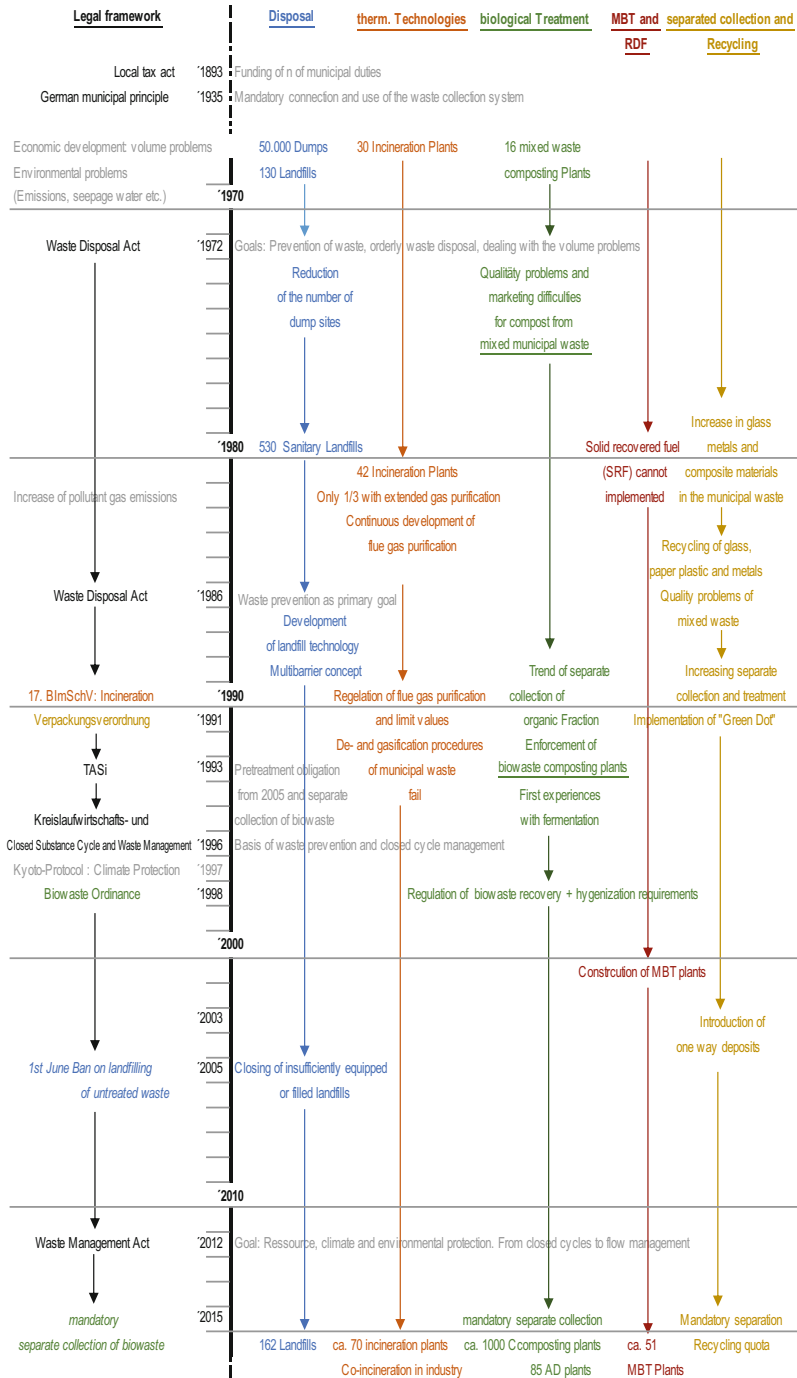 Legal framework Disposal therm. Technologies biological Treatment MBT and separated collection and
RDF Recycling
Local tax act ´1893 Funding of n of municipal duties
German municipal principle ´1935 Mandatory connection and use of the waste collection system
Economic development: volume problems 50.000 Dumps 30 Incineration Plants 16 mixed waste
Environmental problems 130 Landfills composting Plants
(Emissions, seepage water etc.) ´1970
Waste Disposal Act ´1972 Goals: Prevention of waste, orderly waste disposal, dealing with the volume problems
Reduction Qualitäty problems and
of the number of marketing difficulties
dump sites for compost from
mixed municipal waste
Increase in glass
´1980 530 Sanitary Landfills Solid recovered fuel metals and
42 Incineration Plants (SRF) cannot composite materials
Increase of pollutant gas emissions Only 1/3 with extended gas purification implemented in the municipal waste
Continuous development of
flue gas purification Recycling of glass,
paper plastic and metals
Waste Disposal Act ´1986 Waste prevention as primary goal Quality problems of
Development mixed waste
of landfill technology
Multibarrier concept Trend of separate Increasing separate
17. BImSchV: Incineration ´1990 Regelation of flue gas purification collection of collection and treatment
Verpackungsverordnung ´1991 and limit values organic Fraction Implementation of "Green Dot"
De- and gasification procedures Enforcement of
TASi ´1993 Pretreatment obligation of municipal waste biowaste composting plants
from 2005 and separate fail First experiences
Kreislaufwirtschafts- und collection of biowaste with fermentation
Closed Substance Cycle and Waste Management ´1996 Basis of waste prevention and closed cycle management
Kyoto-Protocol : Climate Protection ´1997
Biowaste Ordinance ´1998 Regulation of biowaste recovery + hygenization requirements
´2000
Constrcution of MBT plants
´2003 Introduction of
one way deposits
1st June Ban on landfilling ´2005 Closing of insufficiently equipped
of untreated waste or filled landfills
´2010
Waste Management Act ´2012 Goal: Ressource, climate and environmental protection. From closed cycles to flow management
mandatory ´2015 mandatory separate collection Mandatory separation
separate collection of biowaste 162 Landfills ca. 70 incineration plants ca. 1000 Ccomposting plants ca. 51 Recycling quota
Co-incineration in industry 85 AD plants MBT Plants